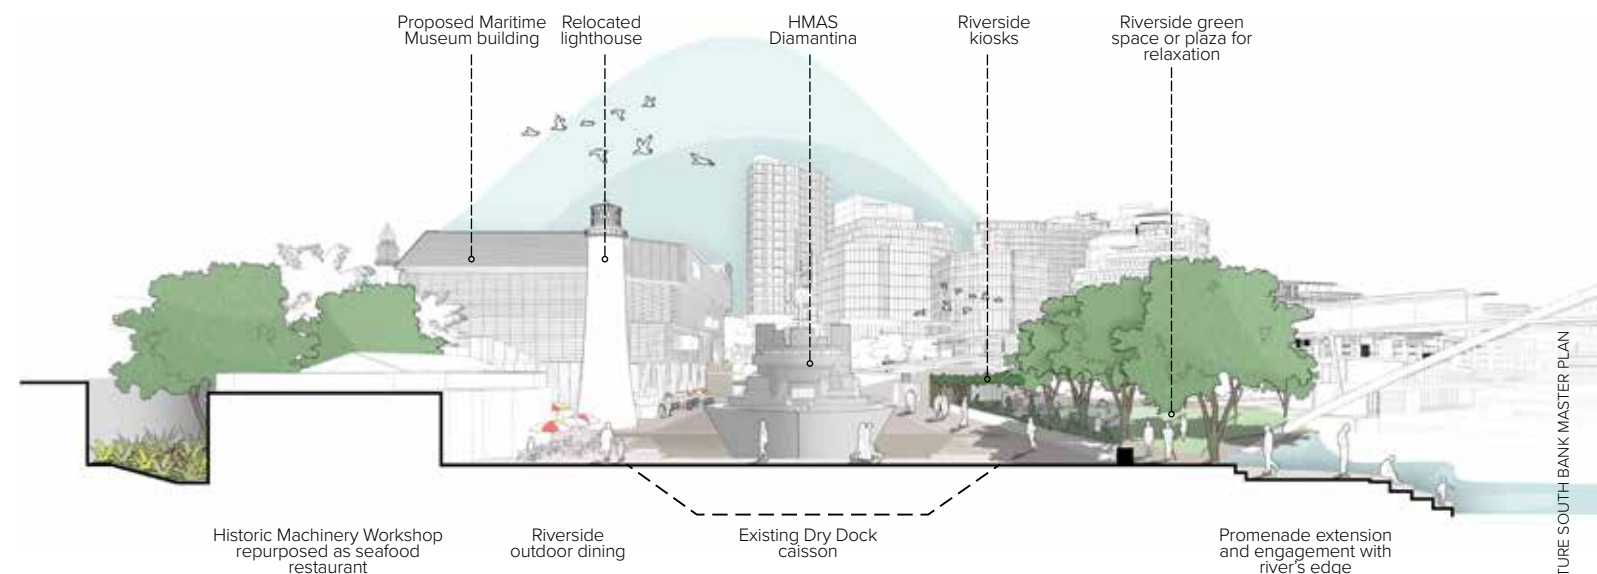 Proposed Maritime
Museum building
Relocated
lighthouse
HMAS
Diamantina
Riverside
kiosks
Riverside green
space or plaza for
relaxation
Historic Machinery Workshop
repurposed as seafood
restaurant
Riverside
outdoor dining
Existing Dry Dock
caisson
Promenade extension
and engagement with
river's edge
TURE SOUTH BANK MASTER PLAN